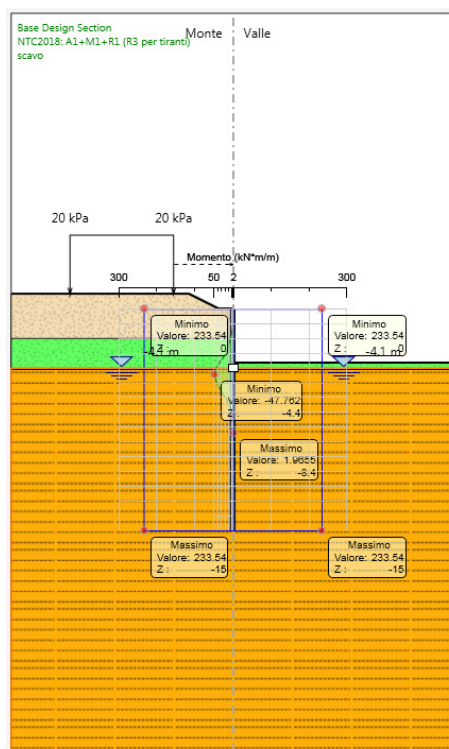 Base Design Section
NTC2018: A1+M1+R1 (R3 per tiranti)
scavo
Monte
Valle
20 kPa
20 kPa
Momento (kN*m/m)
300
50
2
300
Minimo
Valore: 233.54
Z : 0
-4.1 m
Minimo
Valore: 233.54
Z : 0
-4.1 m
Minimo
Valore: -47.762
Z : -4.4
Massimo
Valore: 1.9655
Z : -8.4
Massimo
Valore: 233.54
Z : -15
Massimo
Valore: 233.54
Z : -15